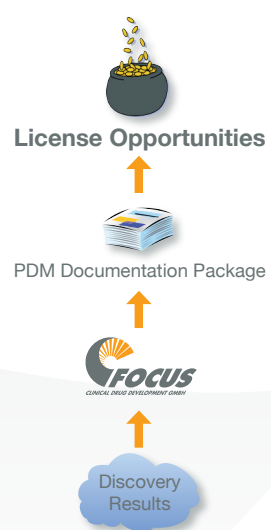 License Opportunities
PDM Documentation Package
FOCUS
CLINICAL DRUG DEVELOPMENT GMBH
Discovery
Results